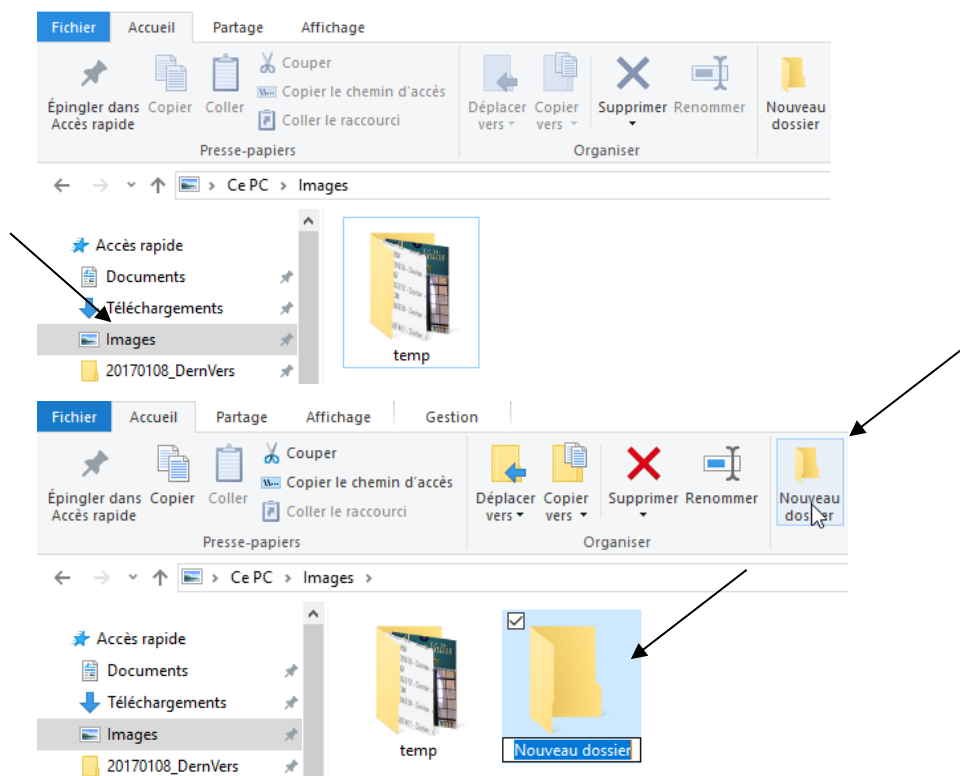 Fichier Accueil Partage Affichage
Couper
Copier le chemin d'accès
Coller le raccourci
Épingler dans Copier Coller Déplacer Copier Supprimer Renommer Nouveau
Accès rapide vers vers dossier
Presse-papiers Organiser
Ce PC > Images
Accès rapide
Documents
Téléchargements
Images
20170108_DernVers
temp
Fichier Accueil Partage Affichage Gestion
Couper
Copier le chemin d'accès
Coller le raccourci
Épingler dans Copier Coller Déplacer Copier Supprimer Renommer Nouveau
Accès rapide vers vers dossier
Presse-papiers Organiser
Ce PC > Images >
Accès rapide
Documents
Téléchargements
Images
20170108_DernVers
temp
Nouveau dossier